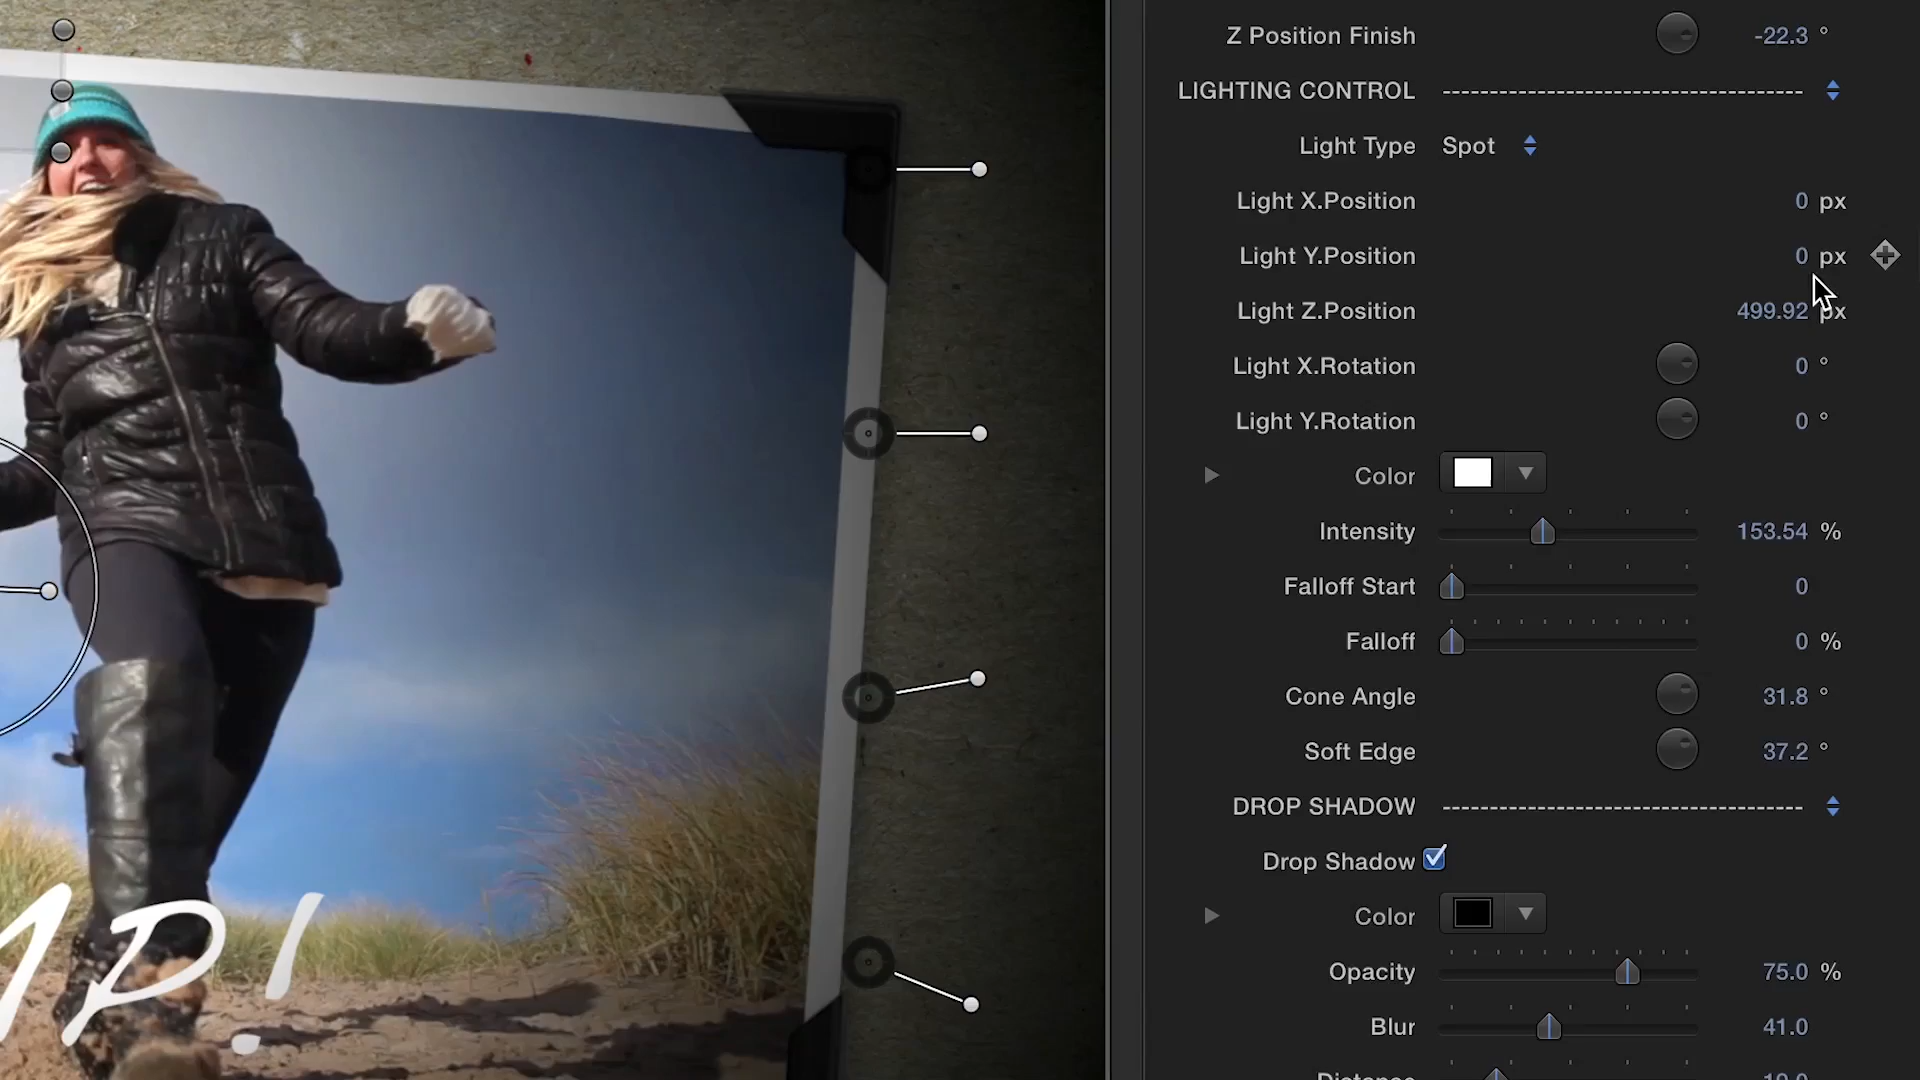 Z Position Finish -22.3 °
LIGHTING CONTROL ----------------------------------
Light Type Spot
Light X.Position 0 px
Light Y.Position 0 px
Light Z.Position 499.92 px
Light X.Rotation 0 °
Light Y.Rotation 0 °
Color
Intensity 153.54 %
Falloff Start 0
Falloff 0 %
Cone Angle 31.8 °
Soft Edge 37.2 °
DROP SHADOW ----------------------------------
Drop Shadow
Color
Opacity 75.0 %
Blur 41.0
Distance
MP!